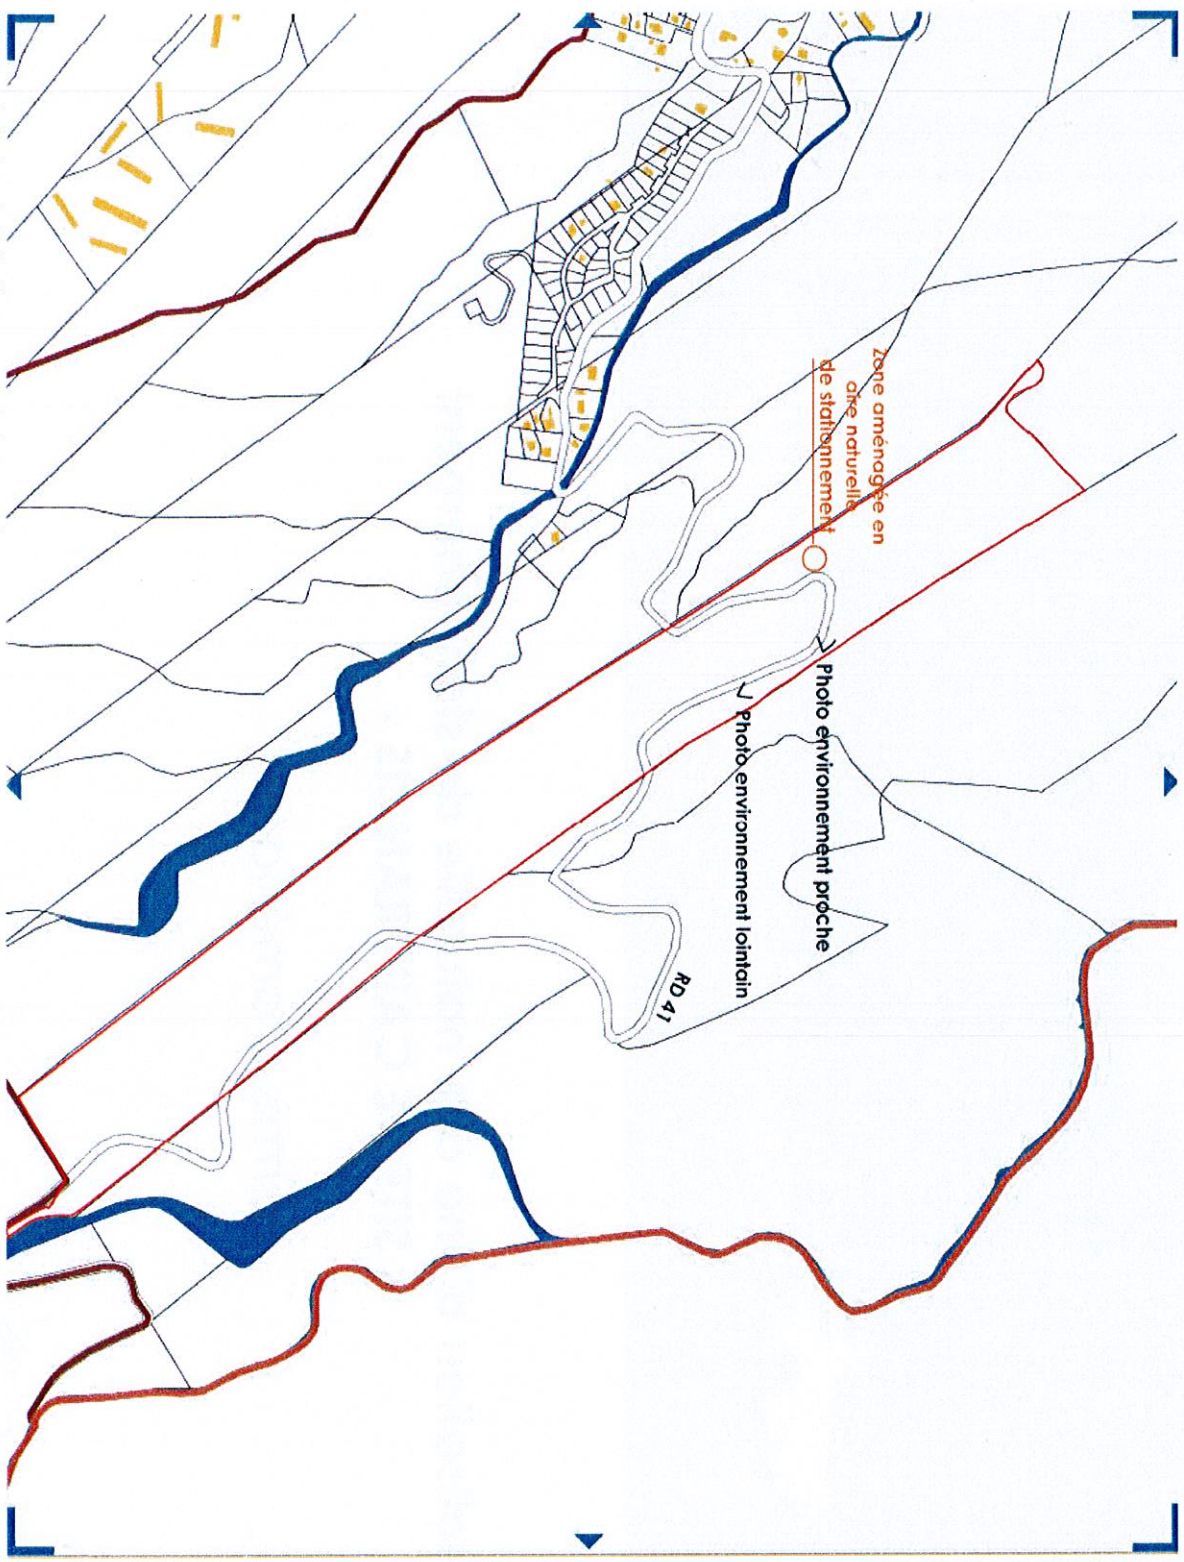 Zone aménagée en
aire naturelle
de stationnement
Photo environnement proche
Photo environnement lointain
RD 41